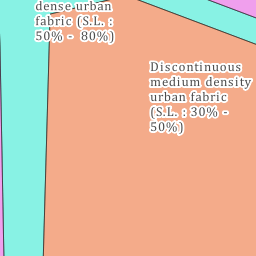 dense urban
fabric (S.L. :
50% - 80%)
Discontinuous
medium density
urban fabric
(S.L. : 30% -
50%)